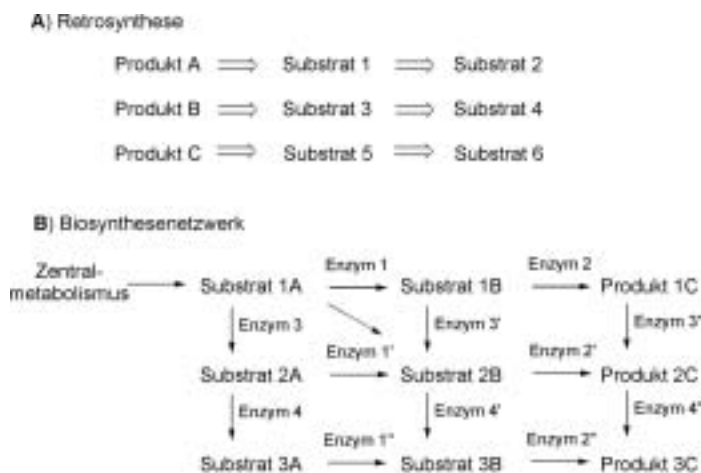 A) Retrosynthese
Produkt A ⟹ Substrat 1 ⟹ Substrat 2
Produkt B ⟹ Substrat 3 ⟹ Substrat 4
Produkt C ⟹ Substrat 5 ⟹ Substrat 6
B) Biosynthesenetzwerk
Enzym 1 Enzym 2
Zentral-
metabolismus Substrat 1A Substrat 1B Produkt 1C
Enzym 3 Enzym 3' Enzym 3"
Enzym 1' Enzym 2'
Substrat 2A Substrat 2B Produkt 2C
Enzym 4 Enzym 4' Enzym 4"
Enzym 1" Enzym 2"
Substrat 3A Substrat 3B Produkt 3C